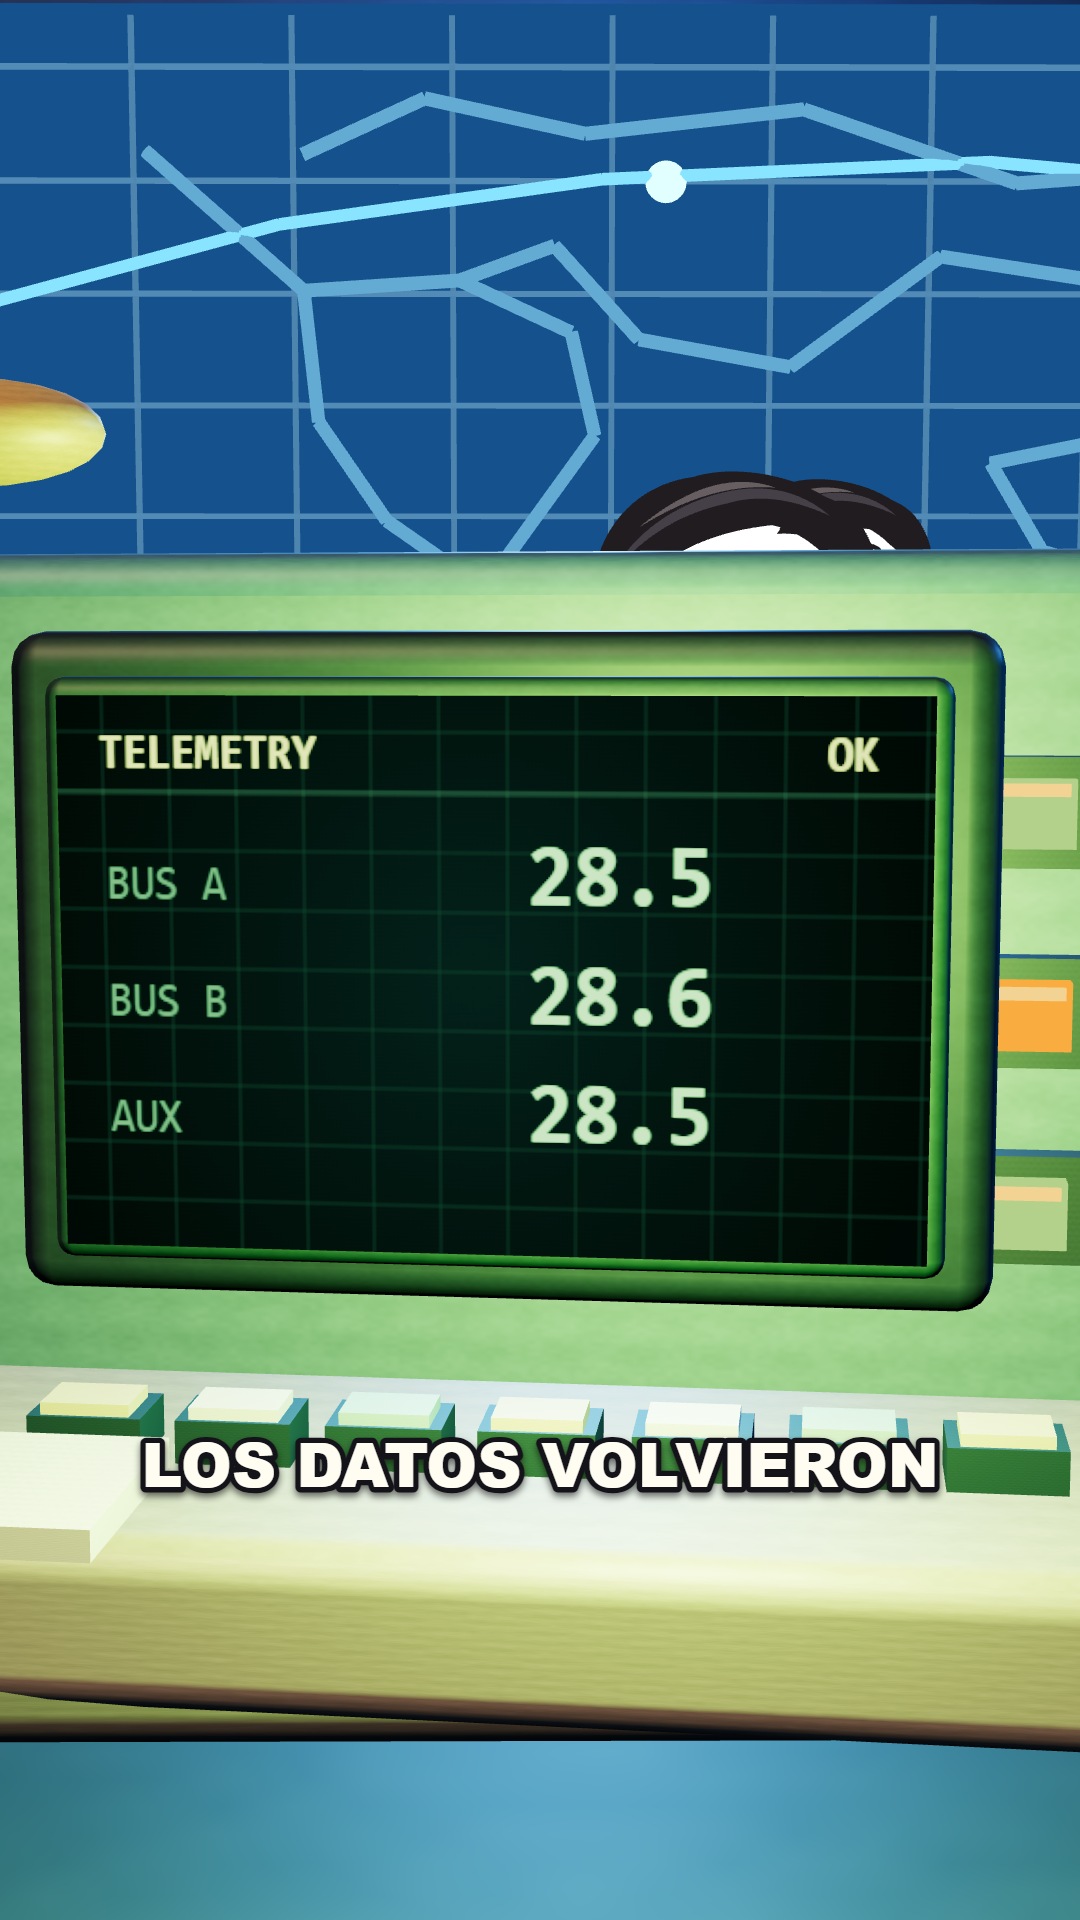 TELEMETRY OK
BUS A 28.5
BUS B 28.6
AUX 28.5
LOS DATOS VOLVIERON